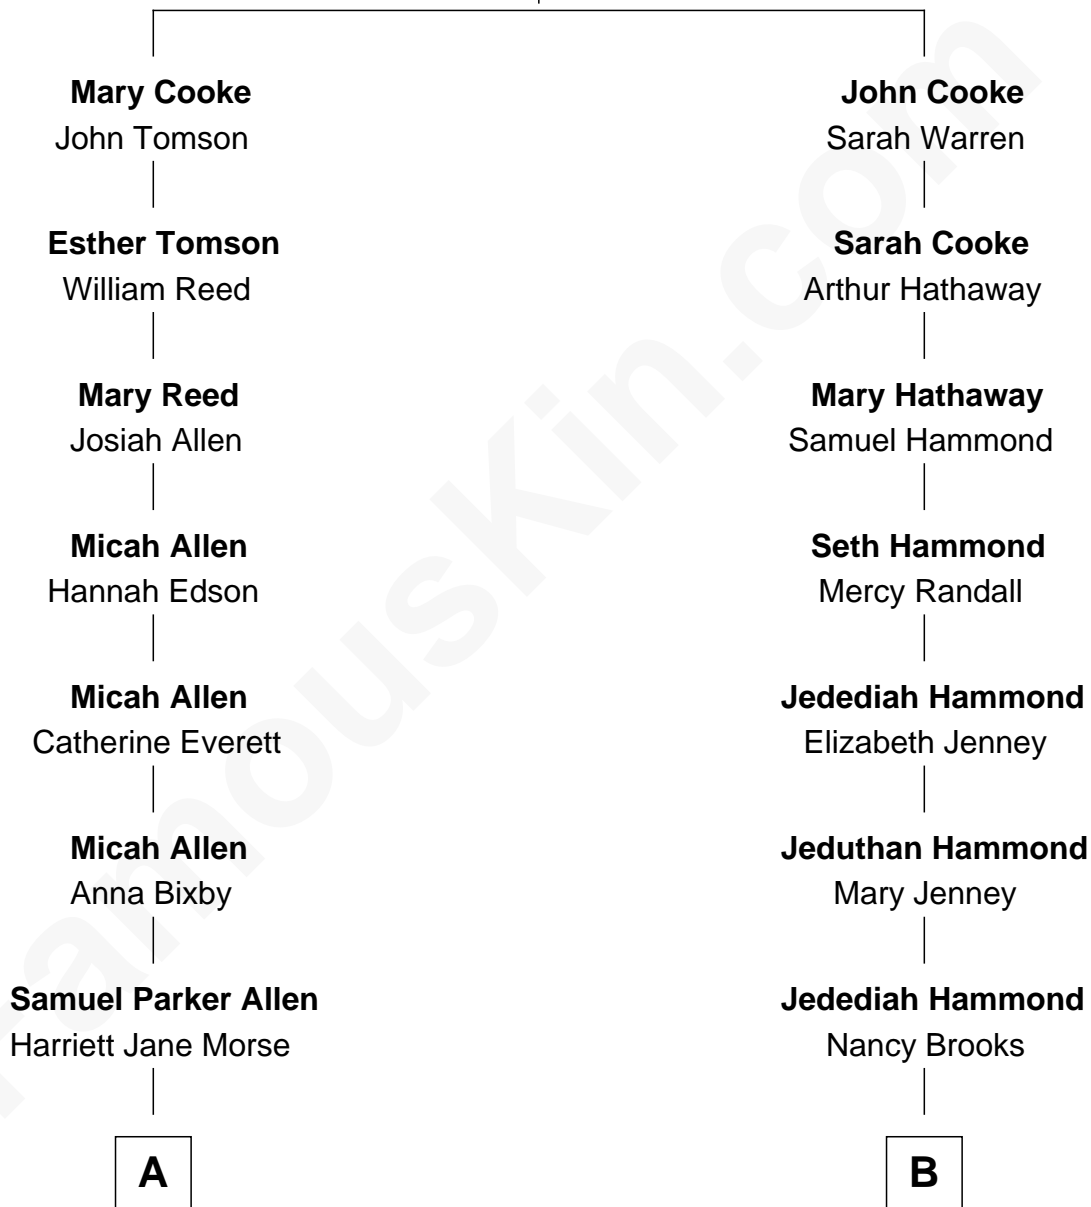 Mary Cooke
John Tomson
Esther Tomson
William Reed
Mary Reed
Josiah Allen
Micah Allen
Hannah Edson
Micah Allen
Catherine Everett
Micah Allen
Anna Bixby
Samuel Parker Allen
Harriett Jane Morse
A
John Cooke
Sarah Warren
Sarah Cooke
Arthur Hathaway
Mary Hathaway
Samuel Hammond
Seth Hammond
Mercy Randall
Jedediah Hammond
Elizabeth Jenney
Jeduthan Hammond
Mary Jenney
Jedediah Hammond
Nancy Brooks
B
FamousKin.com